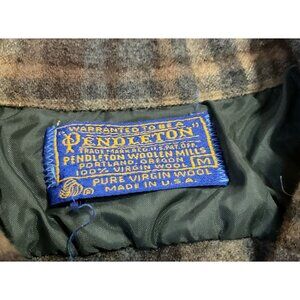 "WARRANTED TO BE A
PENDLETON"
TRADE MARK REG. U.S. PAT. OFF.
PENDLETON WOOLEN MILLS
PORTLAND, OREGON
100% VIRGIN WOOL M
PURE VIRGIN WOOL
MADE IN U.S.A.